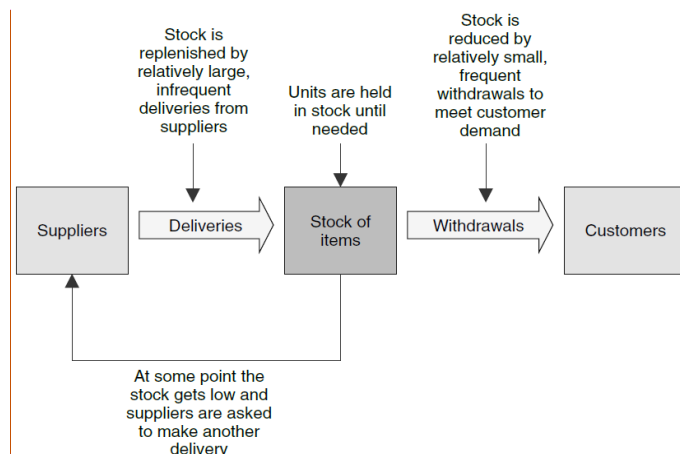 Stock is
replenished by
relatively large,
infrequent
deliveries from
suppliers
Units are held
in stock until
needed
Stock is
reduced by
relatively small,
frequent
withdrawals to
meet customer
demand
Suppliers
Deliveries
Stock of
items
Withdrawals
Customers
At some point the
stock gets low and
suppliers are asked
to make another
delivery